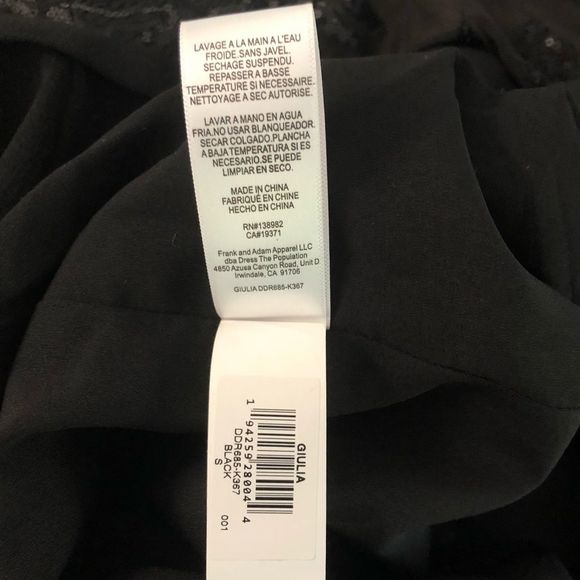 LAVAGE A LA MAIN A L'EAU
FROIDE.SANS JAVEL.
SECHAGE SUSPENDU.
REPASSER A BASSE
TEMPERATURE SI NECESSAIRE.
NETTOYAGE A SEC AUTORISE.
LAVAR A MANO EN AGUA
FRIA.NO USAR BLANQUEADOR.
SECAR COLGADO.PLANCHA
A BAJA TEMPERATURA SI ES
NECESARIO.SE PUEDE
LIMPIAR EN SECO.
MADE IN CHINA
FABRIQUÉ EN CHINE
HECHO EN CHINA
RN#138982
CA#19371
Frank and Adam Apparel LLC
dba Dress The Population
4850 Azusa Canyon Road, Unit D
Irwindale, CA 91706
GIULIA DDR685-K367
GIULIA
1 94259 28004 4
DDR685-K367
BLACK 001
S